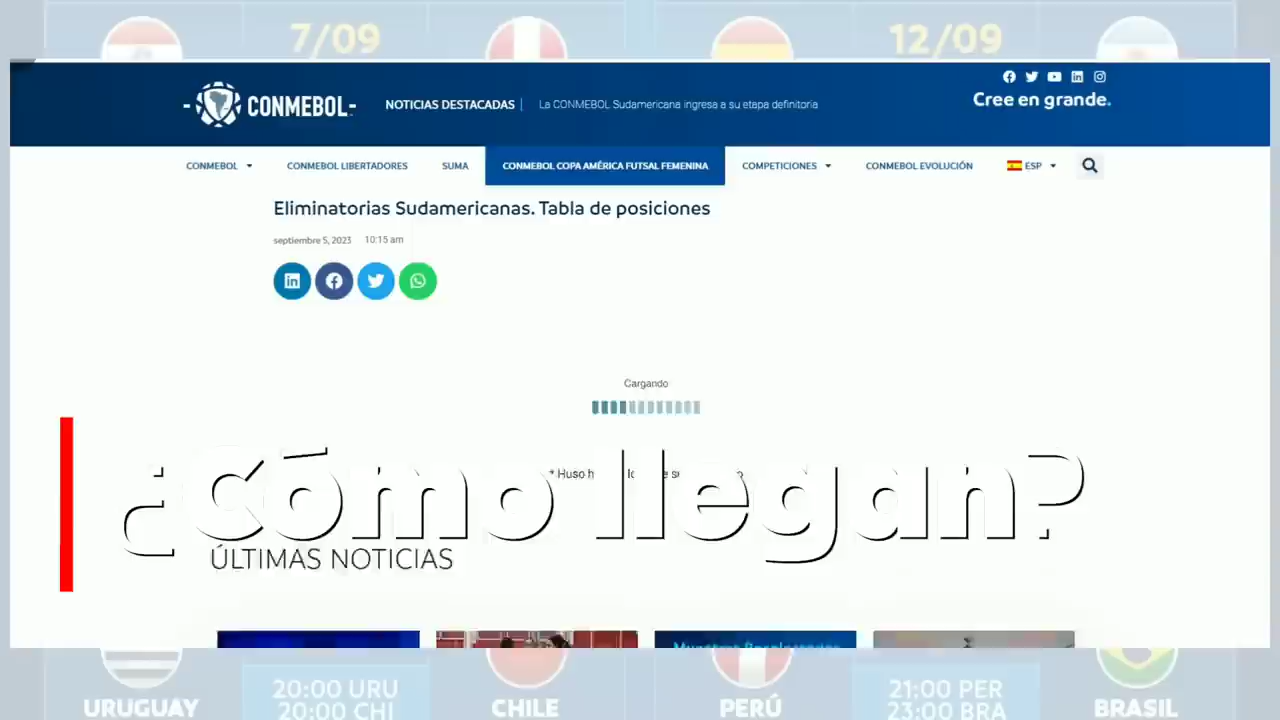 7/09
12/09
CONMEBOL
NOTICIAS DESTACADAS
La CONMEBOL Sudamericana ingresa a su etapa definitoria
Cree en grande.
CONMEBOL
CONMEBOL LIBERTADORES
SUMA
CONMEBOL COPA AMÉRICA FUTSAL FEMENINA
COMPETICIONES
CONMEBOL EVOLUCIÓN
ESP
Eliminatorias Sudamericanas. Tabla de posiciones
septiembre 5, 2023
10:15 am
Cargando
* Huso
¿Cómo llegan?
ÚLTIMAS NOTICIAS
20:00 URU
20:00 CHI
21:00 PER
23:00 BRA
URUGUAY
CHILE
PERÚ
BRASIL